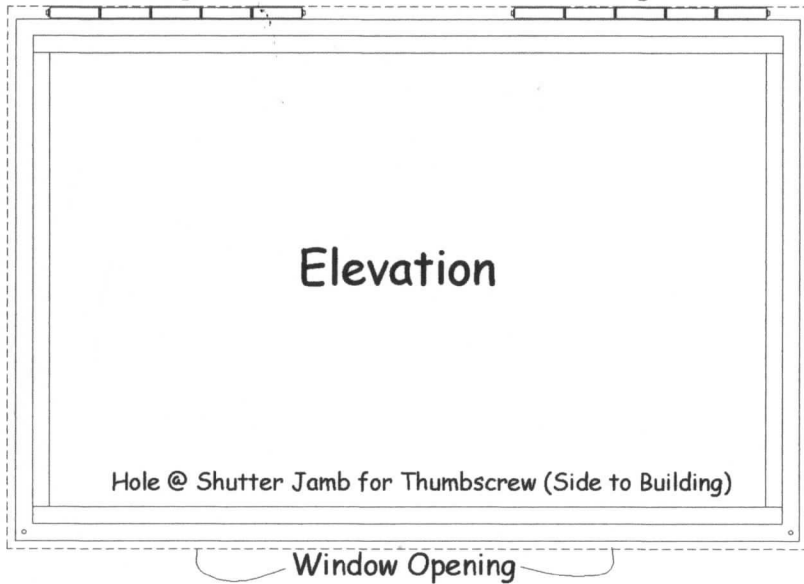 Elevation
Hole @ Shutter Jamb for Thumbscrew (Side to Building)
Window Opening